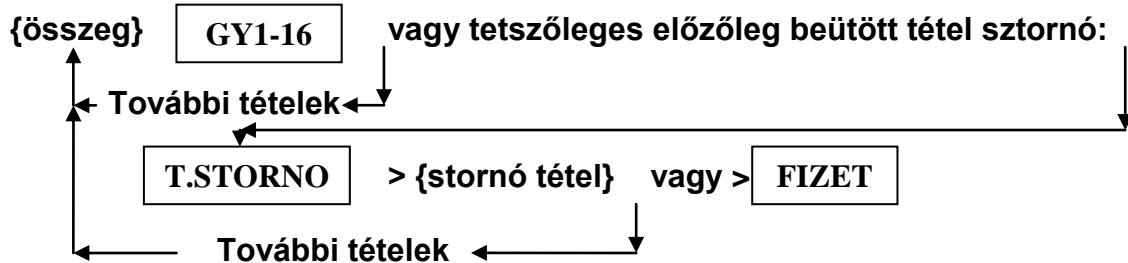 {összeg} GY1-16 vagy tetszőleges előzőleg beütött tétel sztornó:
További tételek
T.STORNO > {stornó tétel} vagy > FIZET
További tételek